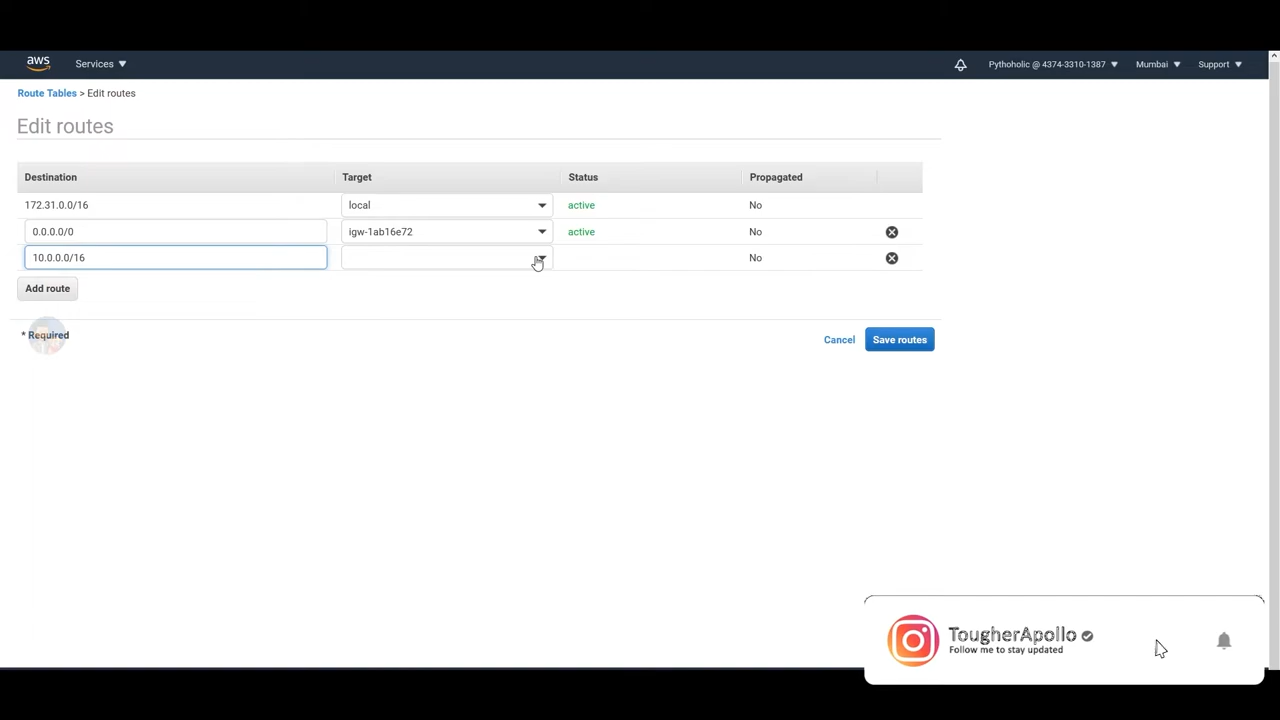 aws Services Pythoholic @ 4374-3310-1387 Mumbai Support
Route Tables > Edit routes
Edit routes
Destination Target Status Propagated
172.31.0.0/16 local active No
0.0.0.0/0 igw-1ab16e72 active No
10.0.0.0/16 No
Add route
* Required Cancel Save routes
TougherApollo
Follow me to stay updated